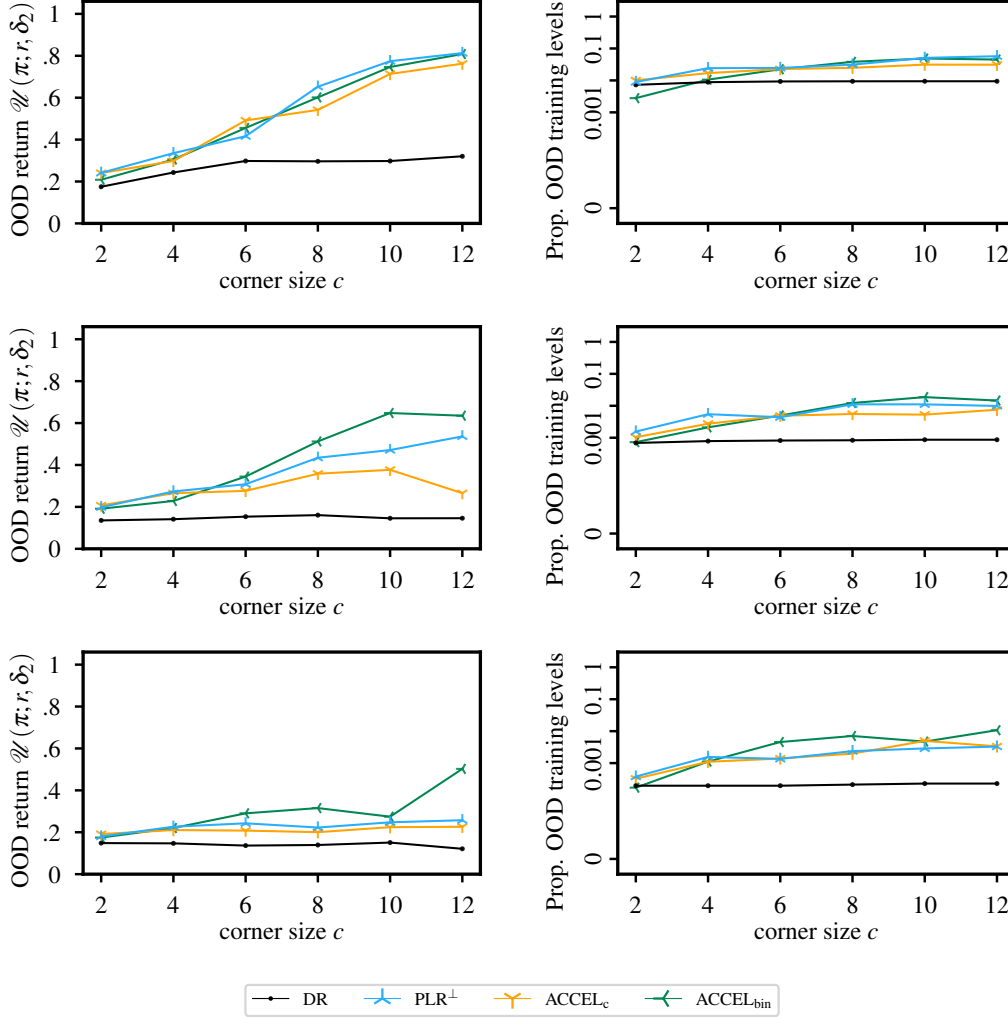 OOD return 𝒰 (π; r, δ₂)
1
.8
.6
.4
.2
0
2 4 6 8 10 12
corner size c
Prop. OOD training levels
1
0.1
0.001
0
2 4 6 8 10 12
corner size c
OOD return 𝒰 (π; r, δ₂)
1
.8
.6
.4
.2
0
2 4 6 8 10 12
corner size c
Prop. OOD training levels
1
0.1
0.001
0
2 4 6 8 10 12
corner size c
OOD return 𝒰 (π; r, δ₂)
1
.8
.6
.4
.2
0
2 4 6 8 10 12
corner size c
Prop. OOD training levels
1
0.1
0.001
0
2 4 6 8 10 12
corner size c
DR PLR⊥ ACCEL_c ACCEL_bin